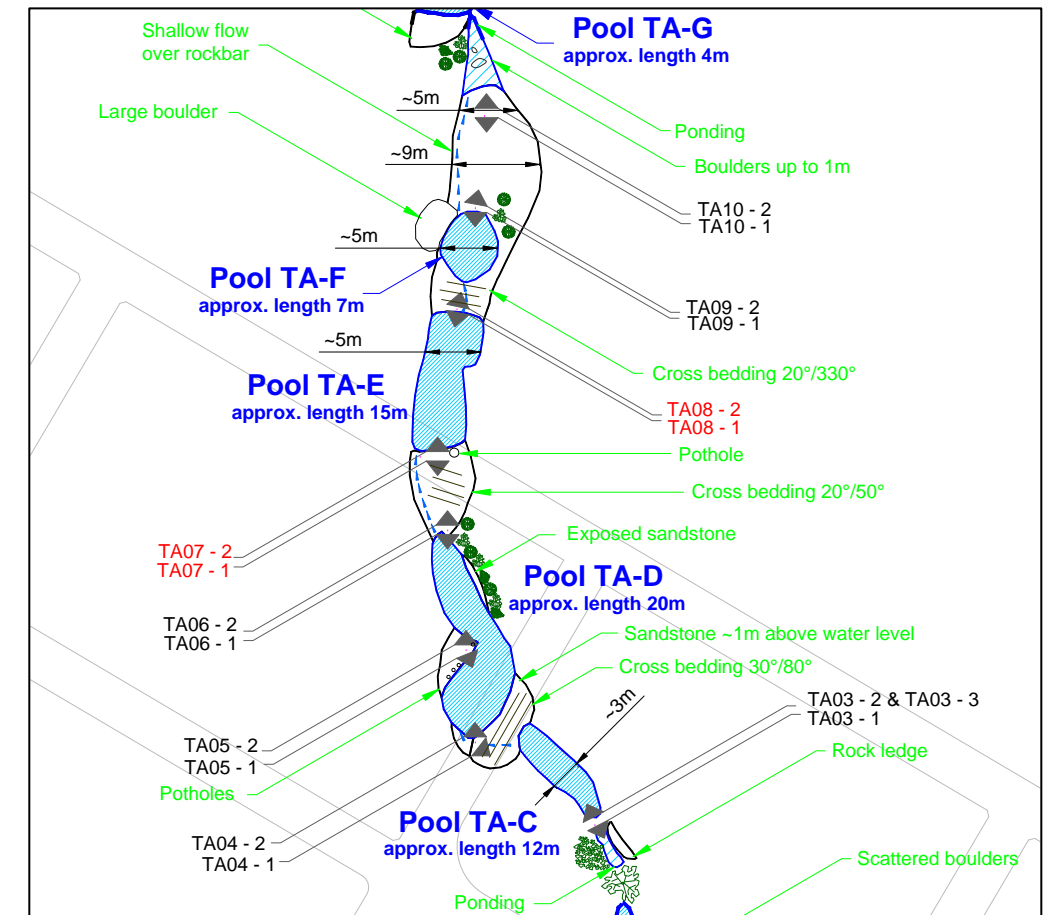 Pool TA-G
approx. length 4m
Shallow flow
over rockbar
~5m
Large boulder
Ponding
~9m
Boulders up to 1m
TA10 - 2
TA10 - 1
~5m
Pool TA-F
approx. length 7m
TA09 - 2
TA09 - 1
~5m
Cross bedding 20°/330°
Pool TA-E
approx. length 15m
TA08 - 2
TA08 - 1
Pothole
Cross bedding 20°/50°
Exposed sandstone
TA07 - 2
TA07 - 1
Pool TA-D
approx. length 20m
TA06 - 2
TA06 - 1
Sandstone ~1m above water level
Cross bedding 30°/80°
~3m
TA03 - 2 & TA03 - 3
TA03 - 1
TA05 - 2
TA05 - 1
Rock ledge
Potholes
Pool TA-C
approx. length 12m
TA04 - 2
TA04 - 1
Scattered boulders
Ponding